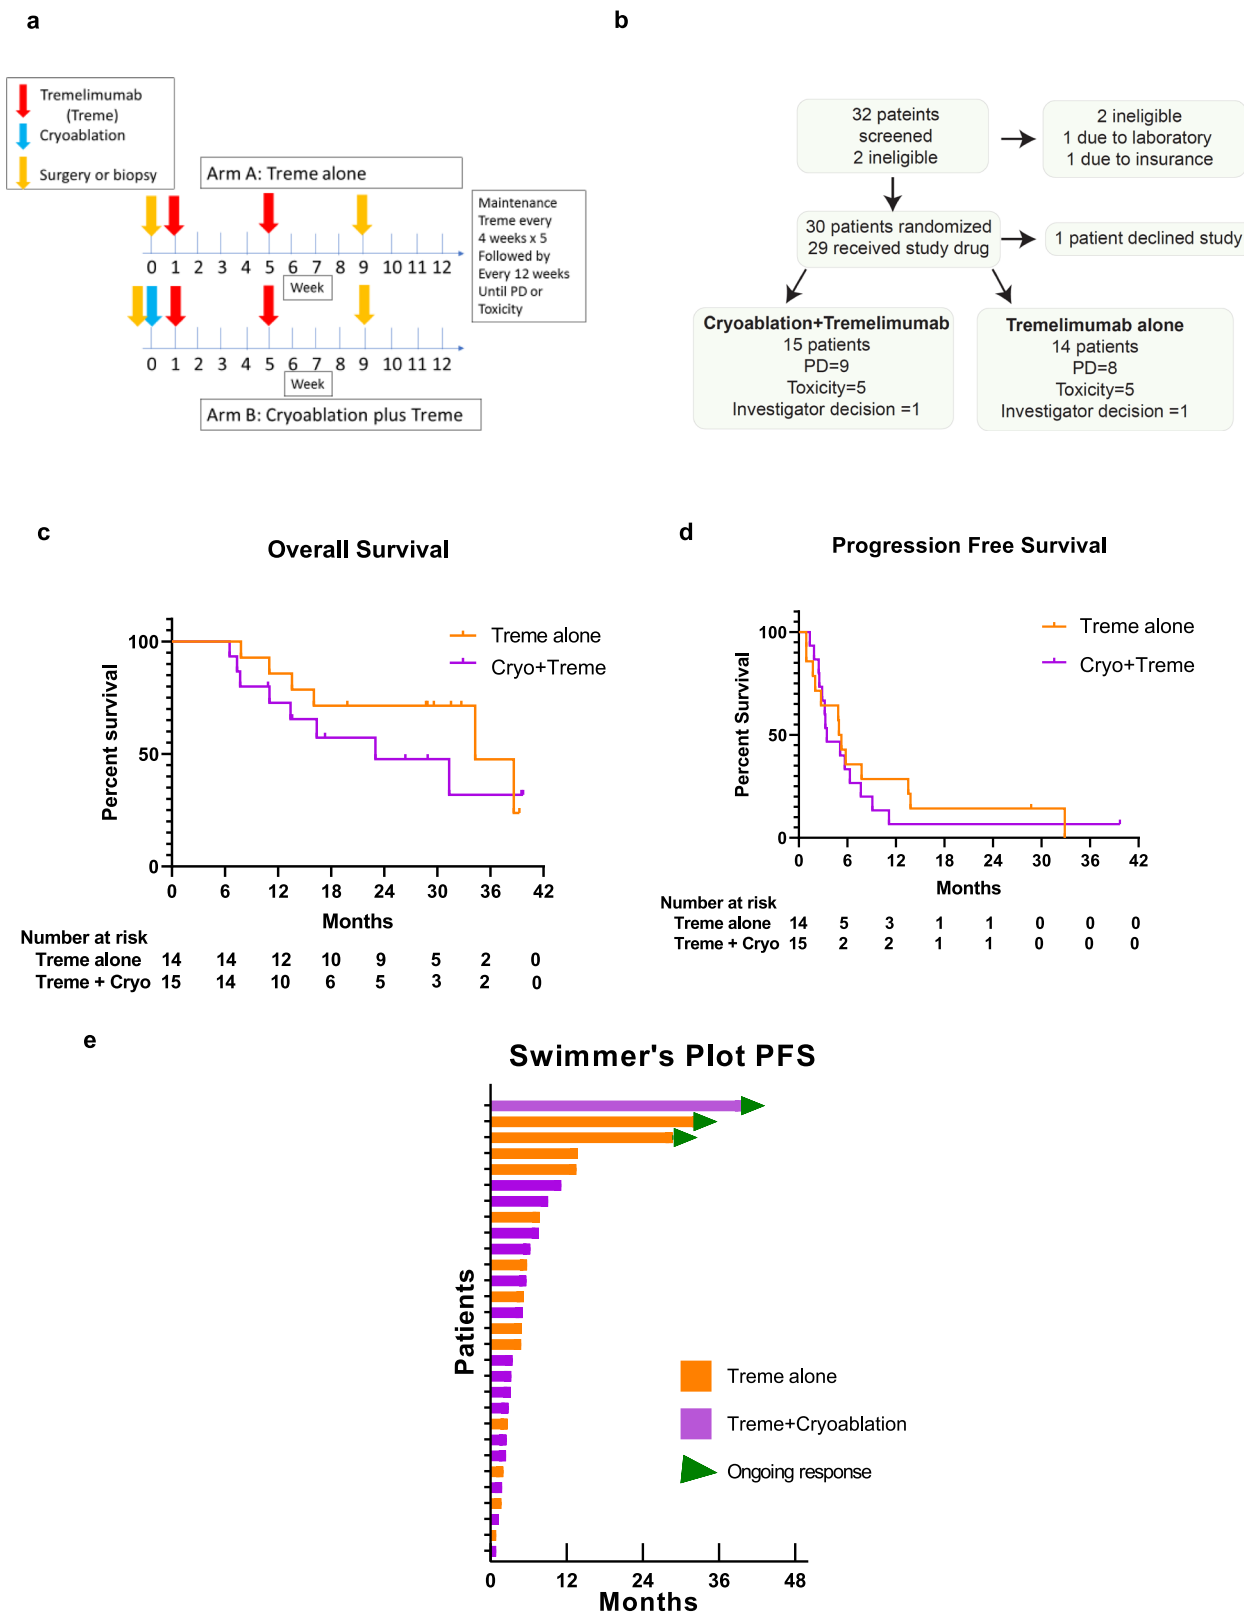 a
Tremelimumab
(Treme)
Cryoablation
Surgery or biopsy
Arm A: Treme alone
0 1 2 3 4 5 6 7 8 9 10 11 12
Week
0 1 2 3 4 5 6 7 8 9 10 11 12
Week
Arm B: Cryoablation plus Treme
Maintenance
Treme every
4 weeks x 5
Followed by
Every 12 weeks
Until PD or
Toxicity
b
32 pateints
screened
2 ineligible
2 ineligible
1 due to laboratory
1 due to insurance
30 patients randomized
29 received study drug
1 patient declined study
Cryoablation+Tremelimumab
15 patients
PD=9
Toxicity=5
Investigator decision =1
Tremelimumab alone
14 patients
PD=8
Toxicity=5
Investigator decision =1
c
Overall Survival
Percent survival
100
50
0
Treme alone
Cryo+Treme
0 6 12 18 24 30 36 42
Months
Number at risk
Treme alone 14 14 12 10 9 5 2 0
Treme + Cryo 15 14 10 6 5 3 2 0
d
Progression Free Survival
Percent Survival
100
50
0
Treme alone
Cryo+Treme
0 6 12 18 24 30 36 42
Months
Number at risk
Treme alone 14 5 3 1 1 0 0 0
Treme + Cryo 15 2 2 1 1 0 0 0
e
Swimmer's Plot PFS
Patients
Treme alone
Treme+Cryoablation
Ongoing response
0 12 24 36 48
Months